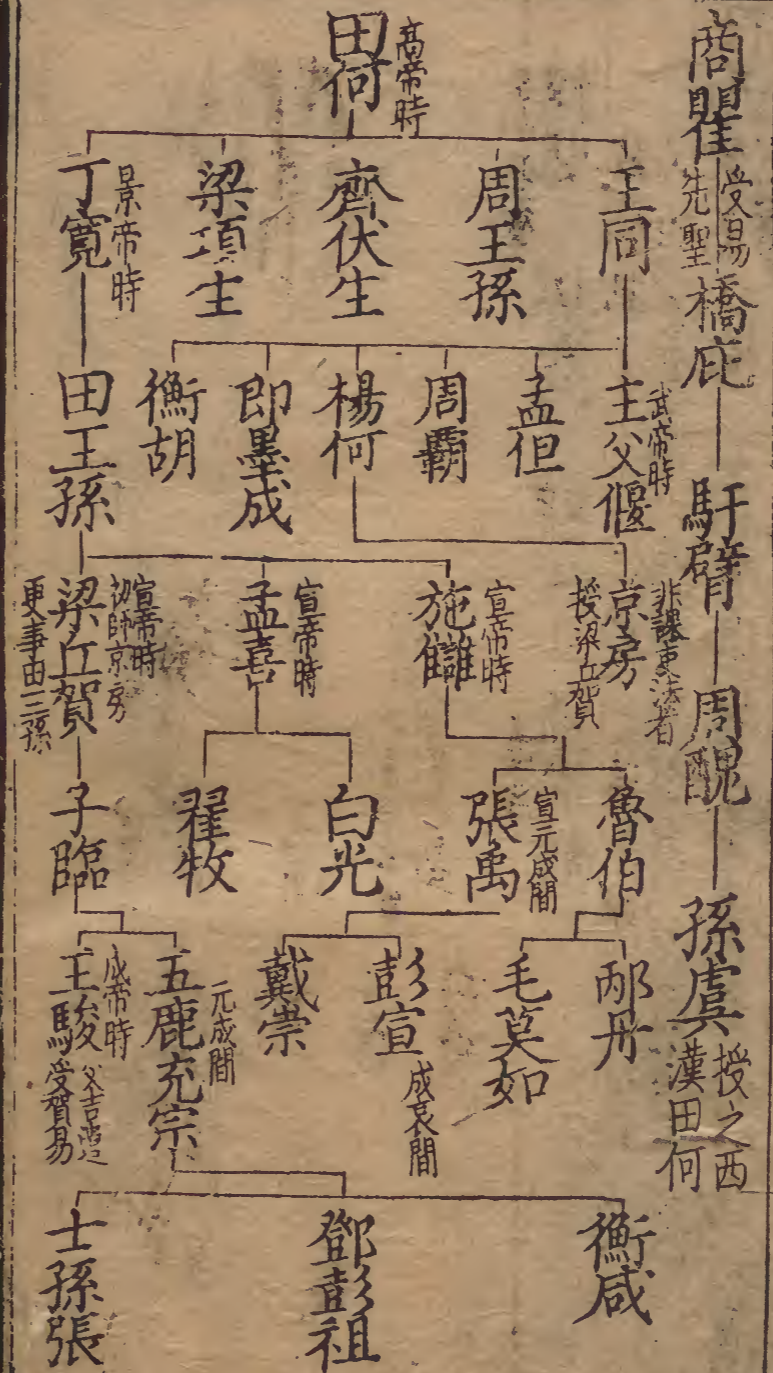 商瞿
受易
先聖
橋庇
馯臂
周醜
孫虞
授之西
漢田何
高帝時
田何
王同
周王孫
齊伏生
梁項生
景帝時
丁寬
武帝時
主父偃
孟但
周霸
楊何
即墨成
衡胡
田王孫
非課吏法者
京房
授梁丘賀
宣帝時
施讎
宣帝時
孟喜
宣帝時
初師京房
梁丘賀
更事田王孫
魯伯
宣元成間
張禹
白光
翟牧
子臨
邴丹
毛莫如
彭宣
成哀間
戴崇
元成間
五鹿充宗
成帝時
王駿
父吉遣
受賀易
衡咸
鄧彭祖
士孫張